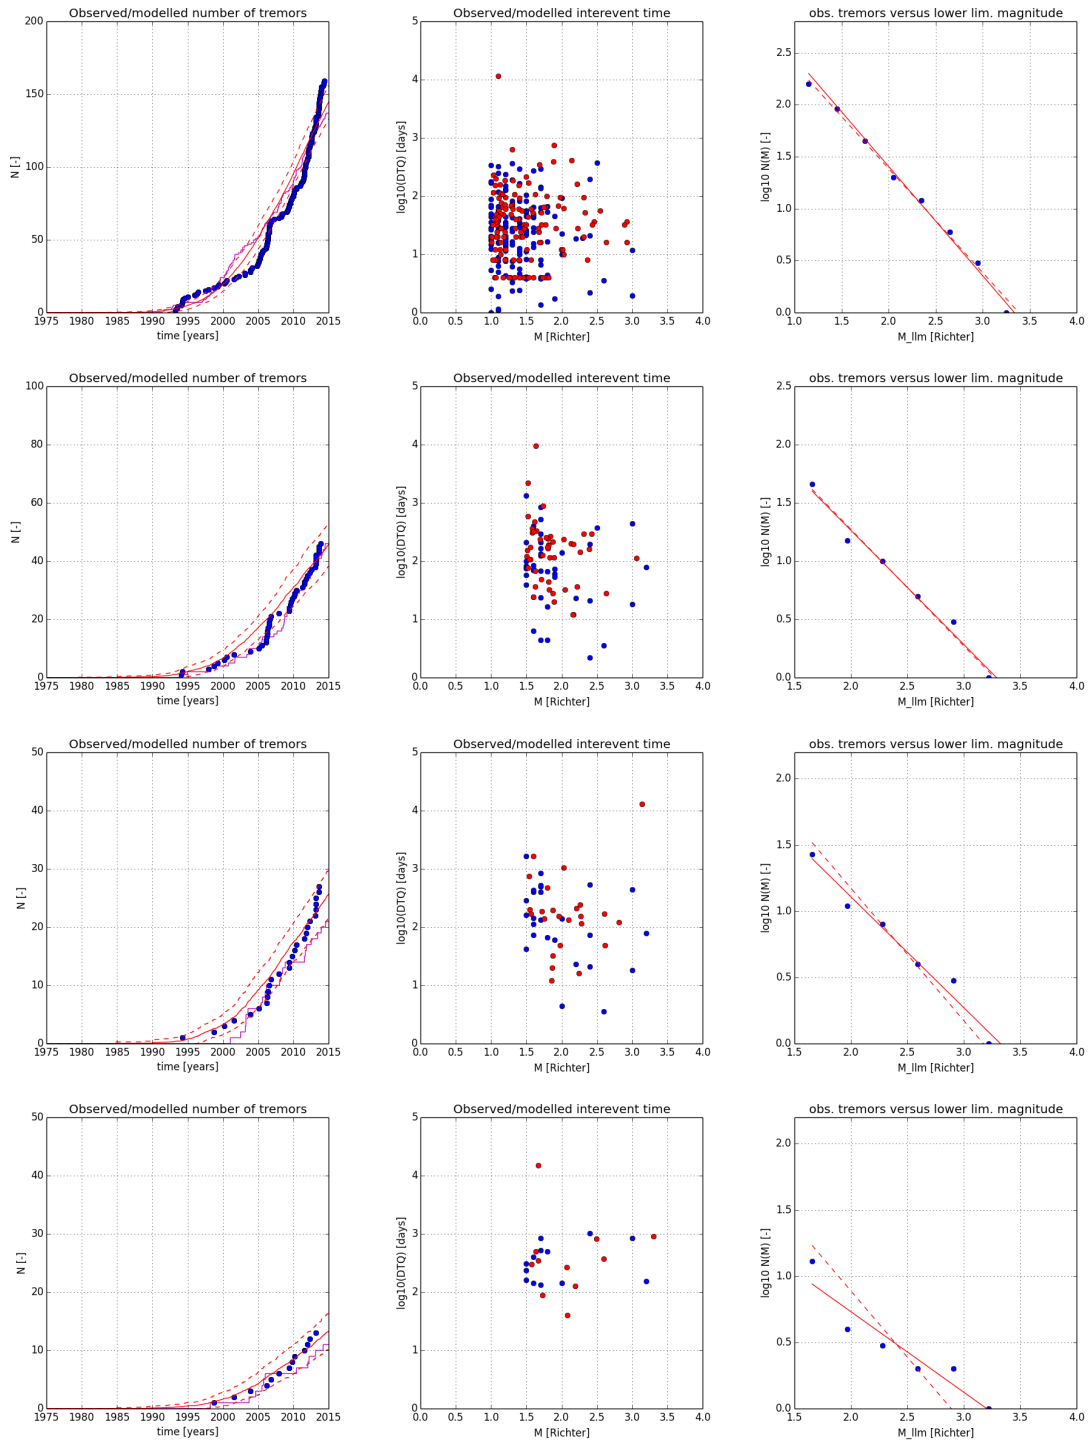 Observed/modelled number of tremors
200
150
100
50
0
N [-]
1975 1980 1985 1990 1995 2000 2005 2010 2015
time [years]
Observed/modelled interevent time
5
4
3
2
1
0
log10(DTQ) [days]
0.0 0.5 1.0 1.5 2.0 2.5 3.0 3.5 4.0
M [Richter]
obs. tremors versus lower lim. magnitude
2.5
2.0
1.5
1.0
0.5
0.0
log10 N(M) [-]
1.0 1.5 2.0 2.5 3.0 3.5 4.0
M_llm [Richter]
Observed/modelled number of tremors
100
80
60
40
20
0
N [-]
1975 1980 1985 1990 1995 2000 2005 2010 2015
time [years]
Observed/modelled interevent time
5
4
3
2
1
0
log10(DTQ) [days]
0.0 0.5 1.0 1.5 2.0 2.5 3.0 3.5 4.0
M [Richter]
obs. tremors versus lower lim. magnitude
2.5
2.0
1.5
1.0
0.5
0.0
log10 N(M) [-]
1.5 2.0 2.5 3.0 3.5 4.0
M_llm [Richter]
Observed/modelled number of tremors
50
40
30
20
10
0
N [-]
1975 1980 1985 1990 1995 2000 2005 2010 2015
time [years]
Observed/modelled interevent time
5
4
3
2
1
0
log10(DTQ) [days]
0.0 0.5 1.0 1.5 2.0 2.5 3.0 3.5 4.0
M [Richter]
obs. tremors versus lower lim. magnitude
2.0
1.5
1.0
0.5
0.0
log10 N(M) [-]
1.5 2.0 2.5 3.0 3.5 4.0
M_llm [Richter]
Observed/modelled number of tremors
50
40
30
20
10
0
N [-]
1975 1980 1985 1990 1995 2000 2005 2010 2015
time [years]
Observed/modelled interevent time
5
4
3
2
1
0
log10(DTQ) [days]
0.0 0.5 1.0 1.5 2.0 2.5 3.0 3.5 4.0
M [Richter]
obs. tremors versus lower lim. magnitude
2.0
1.5
1.0
0.5
0.0
log10 N(M) [-]
1.5 2.0 2.5 3.0 3.5 4.0
M_llm [Richter]